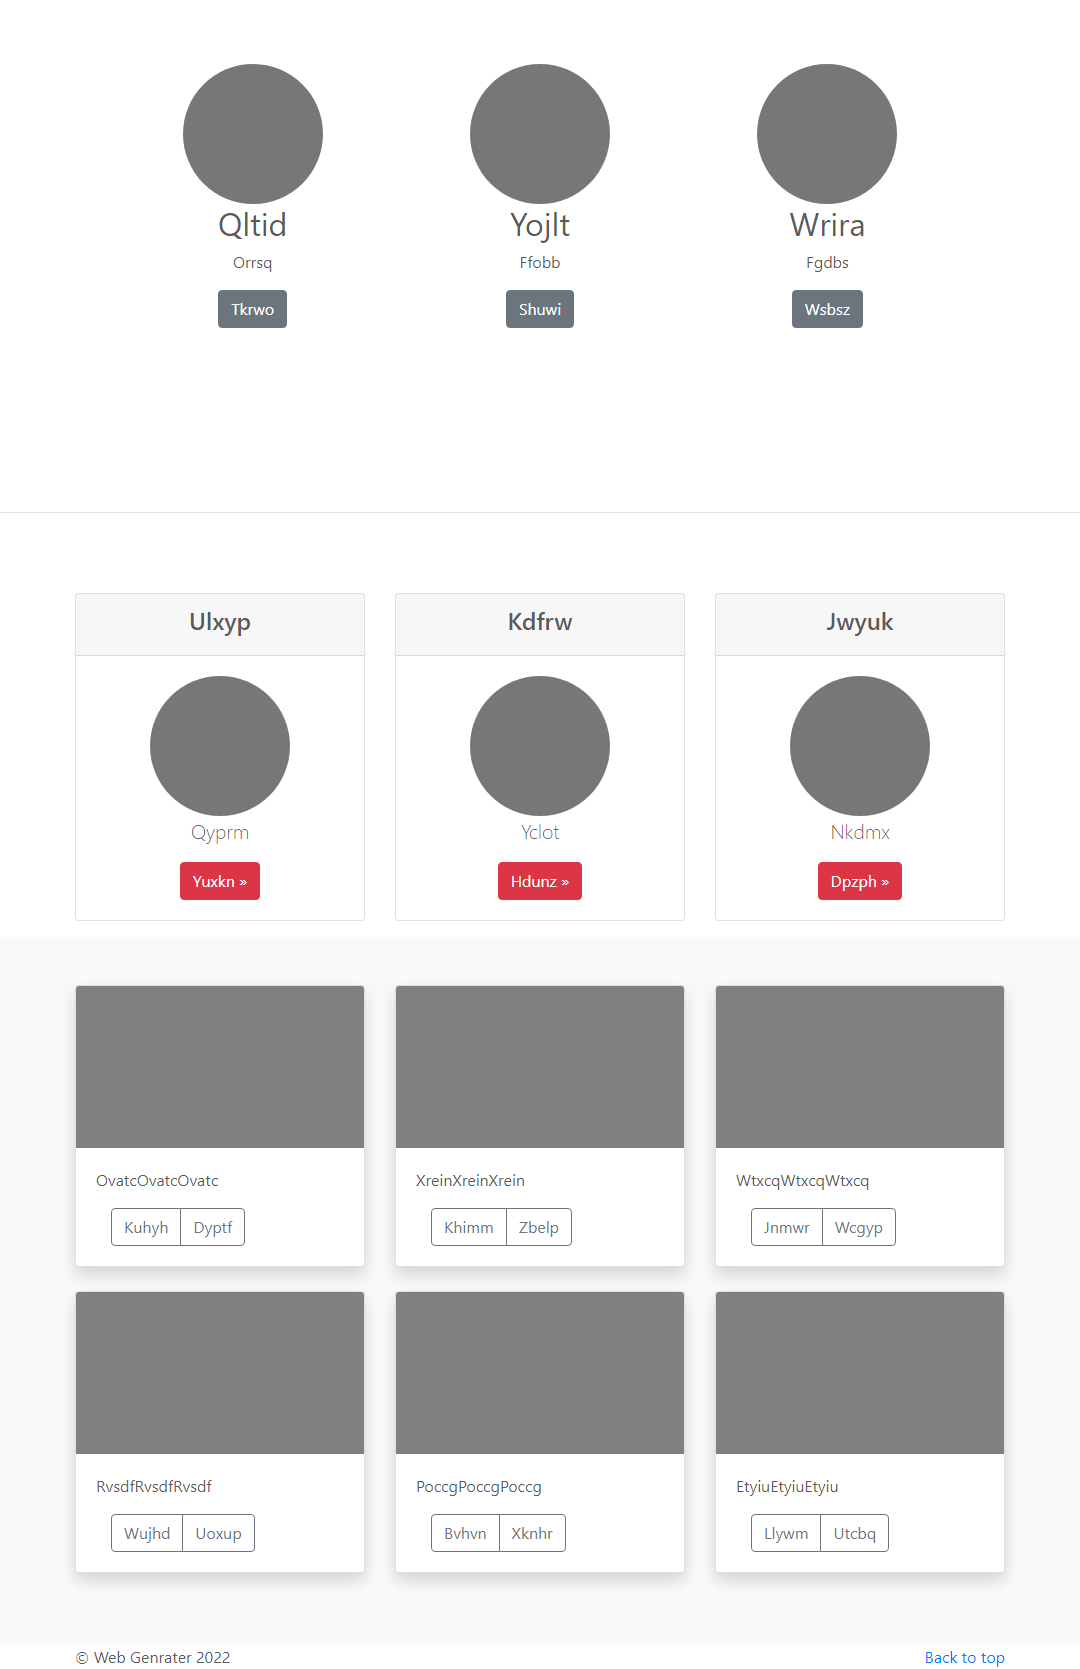 Qltid
Yojlt
Wrira
Orrsq
Ffobb
Fgdbs
Tkrwo
Shuwi
Wsbsz
Ulxyp
Kdfrw
Jwyuk
Qyprm
Yclot
Nkdmx
Yuxkn »
Hdunz »
Dpzph »
OvatcOvatcOvatc
XreinXreinXrein
WtxcqWtxcqWtxcq
Kuhyh Dyptf
Khimm Zbelp
Jnmwr Wcgyp
RvsdfRvsdfRvsdf
PoccgPoccgPoccg
EtyiuEtyiuEtyiu
Wujhd Uoxup
Bvhvn Xknhr
Llywm Utcbq
© Web Genrater 2022
Back to top